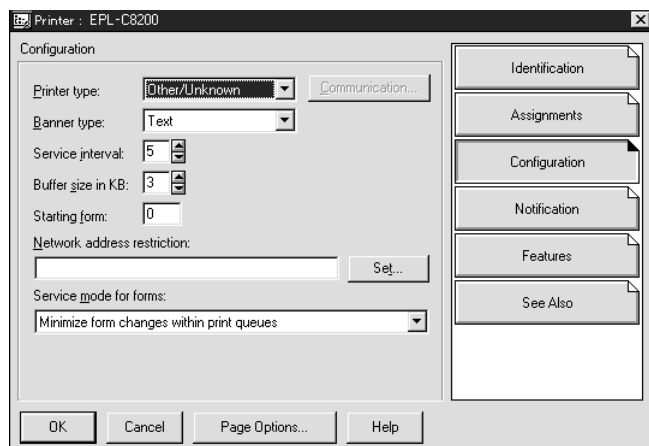 Printer : EPL-C8200
Configuration
Printer type: Other/Unknown Communication...
Banner type: Text
Service interval: 5
Buffer size in KB: 3
Starting form: 0
Network address restriction:
Set...
Service mode for forms:
Minimize form changes within print queues
OK Cancel Page Options... Help
Identification
Assignments
Configuration
Notification
Features
See Also